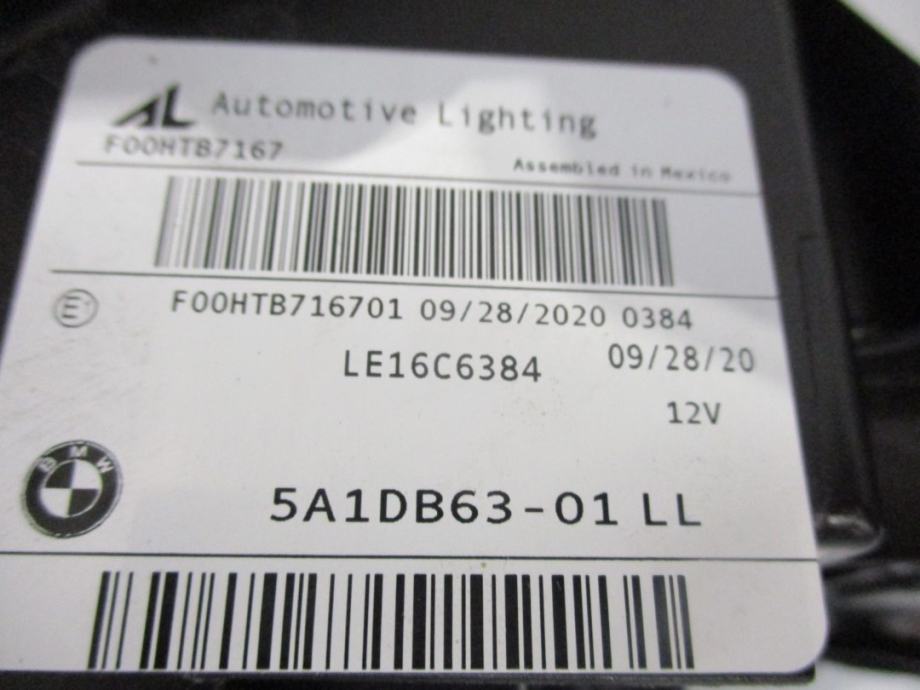 AL Automotive Lighting
F00HTB7167
Assembled in Mexico
F00HTB716701 09/28/2020 0384
LE16C6384 09/28/20
12V
BMW
5A1DB63-01 LL